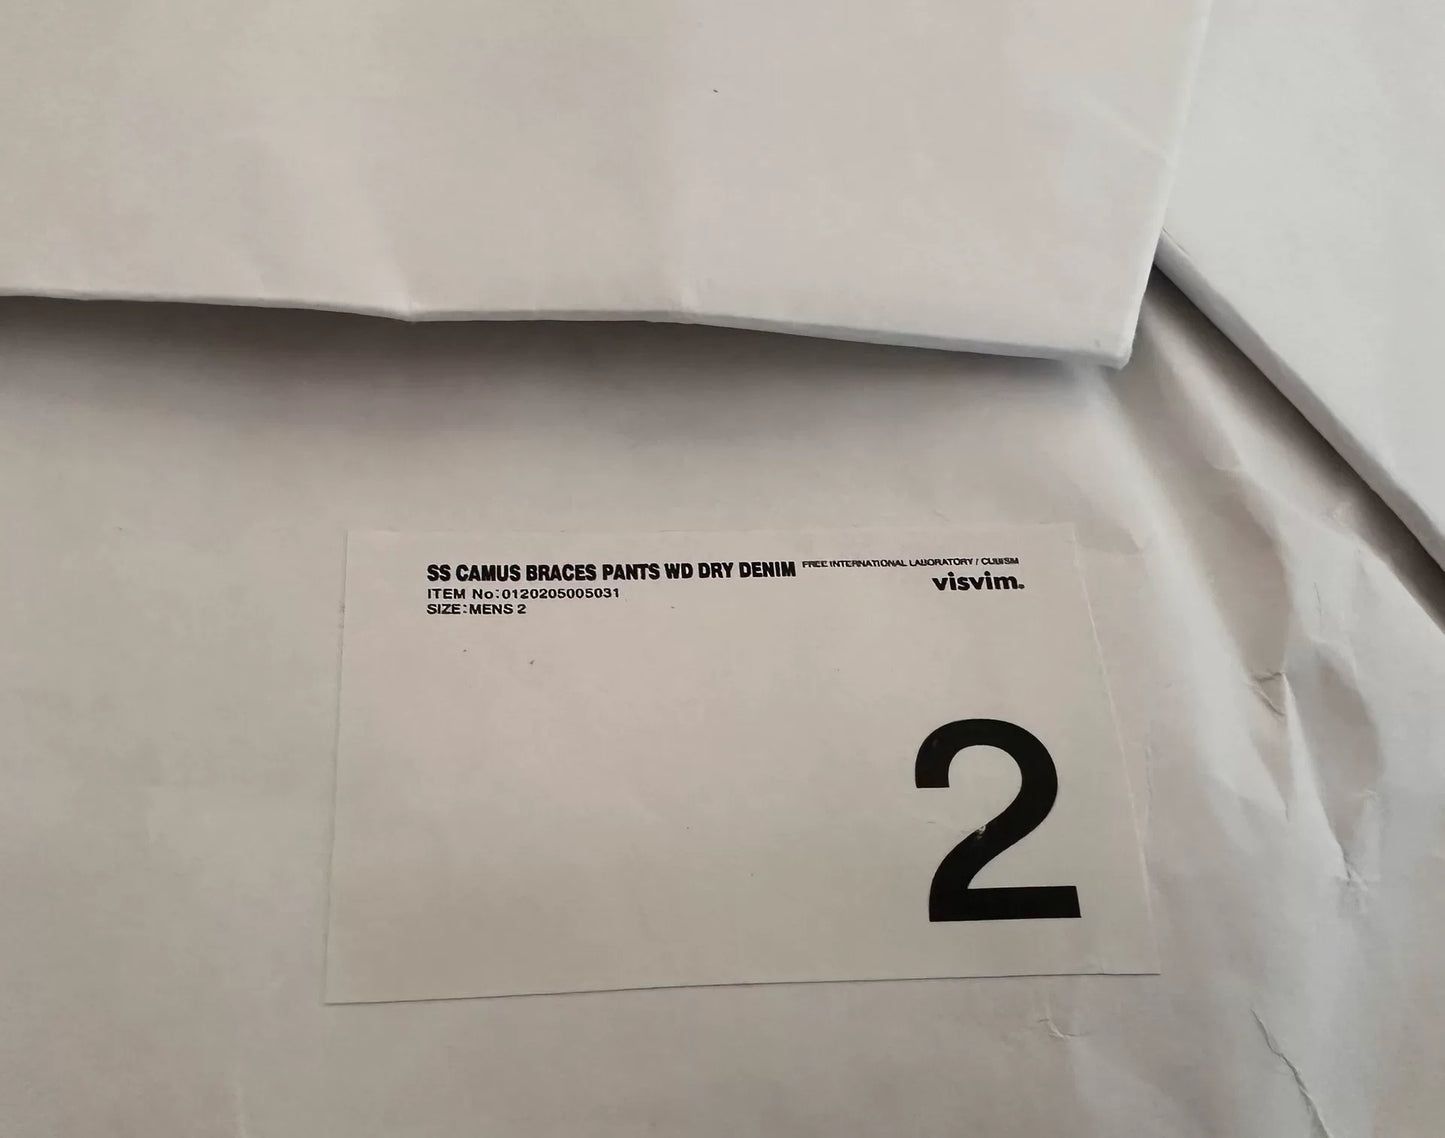 SS CAMUS BRACES PANTS WD DRY DENIM
FREE INTERNATIONAL LABORATORY / CUBISM
visvim.
ITEM No:0120205005031
SIZE:MENS 2
2